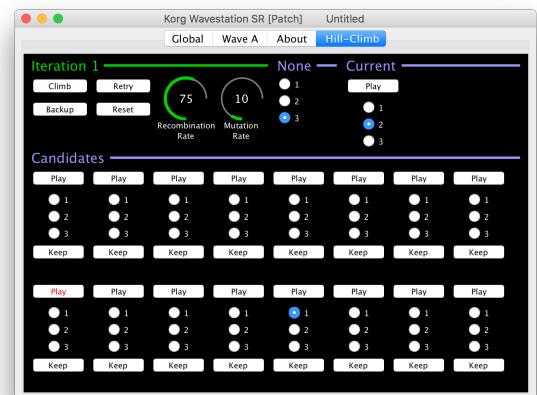 Korg Wavestation SR [Patch] Untitled
Global Wave A About Hill-Climb
Iteration 1 None Current
Climb Retry 75 10 1 Play
Backup Reset 2 1
Recombination Rate Mutation Rate 3 2
3
Candidates
Play Play Play Play Play Play Play Play
1 1 1 1 1 1 1 1
2 2 2 2 2 2 2 2
3 3 3 3 3 3 3 3
Keep Keep Keep Keep Keep Keep Keep Keep
Play Play Play Play Play Play Play Play
1 1 1 1 1 1 1 1
2 2 2 2 2 2 2 2
3 3 3 3 3 3 3 3
Keep Keep Keep Keep Keep Keep Keep Keep